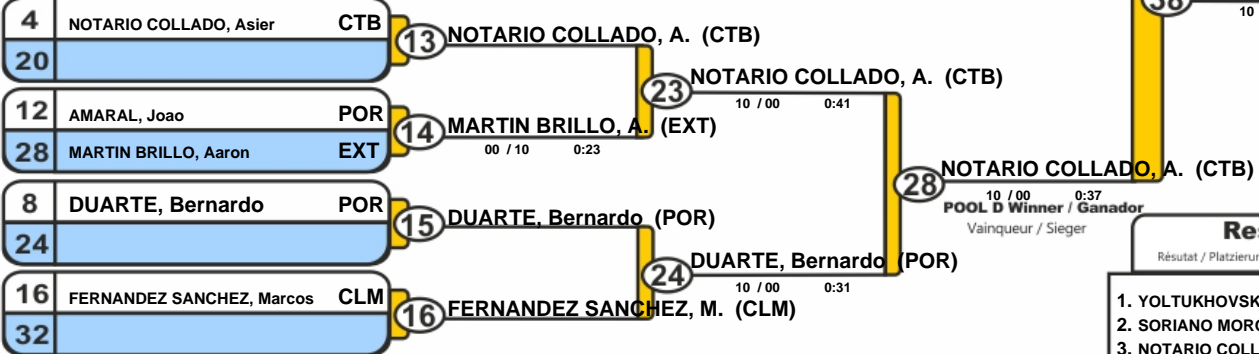 4 NOTARIO COLLADO, Asier CTB
20
13 NOTARIO COLLADO, A. (CTB)
12 AMARAL, Joao POR
28 MARTIN BRILLO, Aaron EXT
14 MARTIN BRILLO, A. (EXT)
00 / 10 0:23
23 NOTARIO COLLADO, A. (CTB)
10 / 00 0:41
8 DUARTE, Bernardo POR
24
15 DUARTE, Bernardo (POR)
16 FERNANDEZ SANCHEZ, Marcos CLM
32
16 FERNANDEZ SANCHEZ, M. (CLM)
24 DUARTE, Bernardo (POR)
10 / 00 0:31
28 NOTARIO COLLADO, A. (CTB)
10 / 00 0:37
POOL D Winner / Ganador
Vainqueur / Sieger
38
10
Res
Résutat / Platzierun
1. YOLTUKHOVSK
2. SORIANO MORC
3. NOTARIO COLL